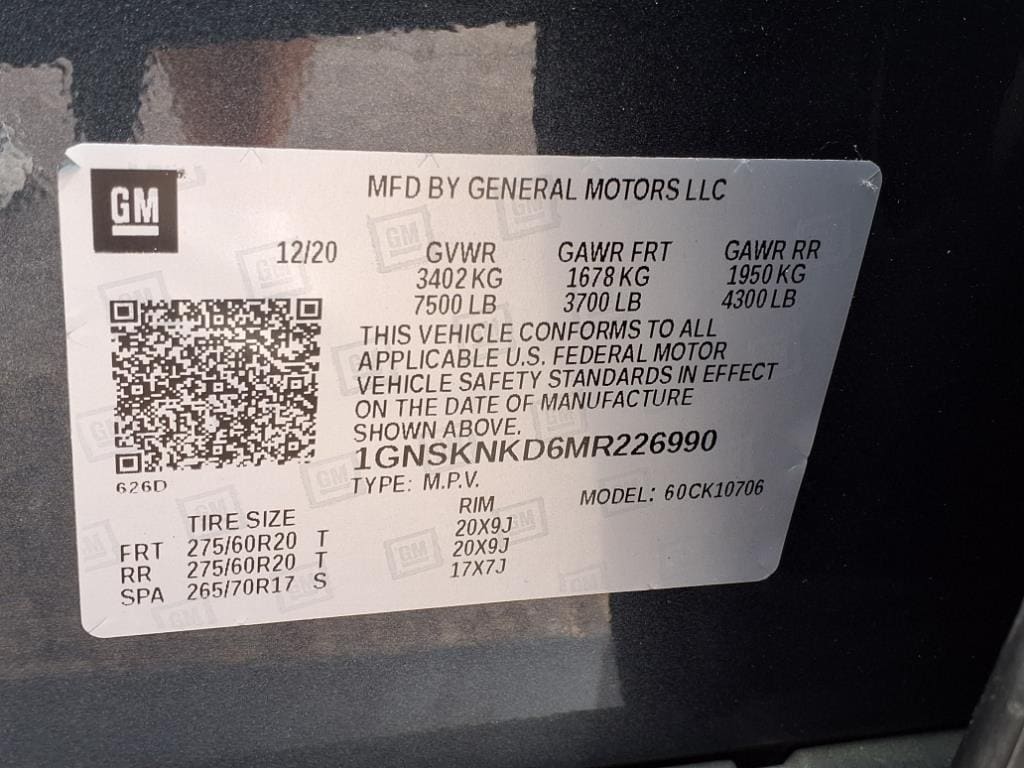 GM
MFD BY GENERAL MOTORS LLC
12/20 GVWR GAWR FRT GAWR RR
3402 KG 1678 KG 1950 KG
7500 LB 3700 LB 4300 LB
THIS VEHICLE CONFORMS TO ALL
APPLICABLE U.S. FEDERAL MOTOR
VEHICLE SAFETY STANDARDS IN EFFECT
ON THE DATE OF MANUFACTURE
SHOWN ABOVE.
1GNSKNKD6MR226990
626D
TYPE: M.P.V. MODEL: 60CK10706
TIRE SIZE RIM
FRT 275/60R20 T 20X9J
RR 275/60R20 T 20X9J
SPA 265/70R17 S 17X7J